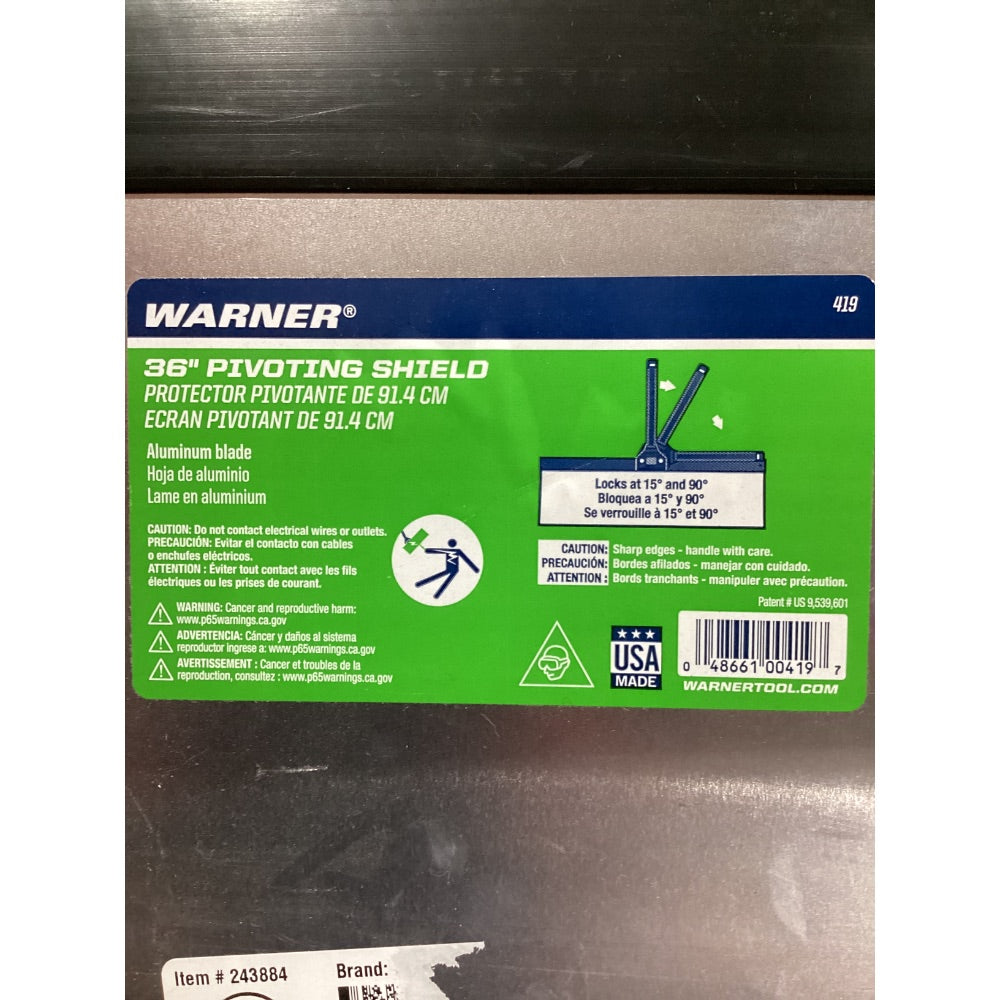 WARNER®
419
36" PIVOTING SHIELD
PROTECTOR PIVOTANTE DE 91.4 CM
ECRAN PIVOTANT DE 91.4 CM
Aluminum blade
Hoja de aluminio
Lame en aluminium
Locks at 15° and 90°
Bloquea a 15° y 90°
Se verrouille à 15° et 90°
CAUTION: Do not contact electrical wires or outlets.
PRECAUCIÓN: Evitar el contacto con cables
o enchufes eléctricos.
ATTENTION : Éviter tout contact avec les fils
électriques ou les prises de courant.
CAUTION: Sharp edges - handle with care.
PRECAUCIÓN: Bordes afilados - manejar con cuidado.
ATTENTION : Bords tranchants - manipuler avec précaution.
Patent # US 9,539,601
WARNING: Cancer and reproductive harm:
www.p65warnings.ca.gov
ADVERTENCIA: Cáncer y daños al sistema
reproductor ingrese a: www.p65warnings.ca.gov
AVERTISSEMENT : Cancer et troubles de la
reproduction, consultez : www.p65warnings.ca.gov
USA
MADE
0 48661 00419 7
WARNERTOOL.COM
Item # 243884
Brand: